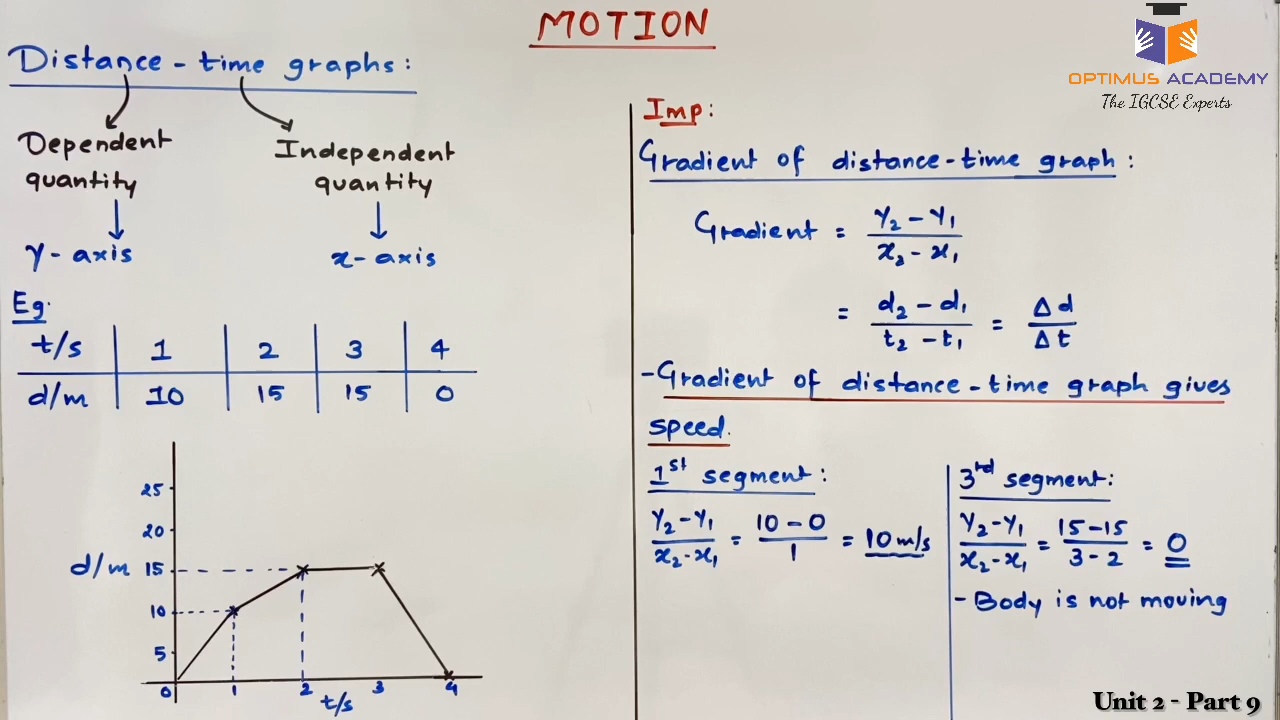 MOTION
OPTIMUS ACADEMY
The IGCSE Experts
Distance - time graphs :
Dependent quantity
Independent quantity
y - axis
x - axis
Eg.
t/s 1 2 3 4
d/m 10 15 15 0
25
20
d/m 15
10
5
0 1 2 3 4
t/s
Imp :
Gradient of distance - time graph :
Gradient = Y₂ - Y₁ / x₂ - x₁
= d₂ - d₁ / t₂ - t₁ = Δd / Δt
- Gradient of distance - time graph gives
speed.
1st segment :
Y₂ - Y₁ / x₂ - x₁ = 10 - 0 / 1 = 10 m/s
3rd segment :
Y₂ - Y₁ / x₂ - x₁ = 15 - 15 / 3 - 2 = 0
- Body is not moving
Unit 2 - Part 9